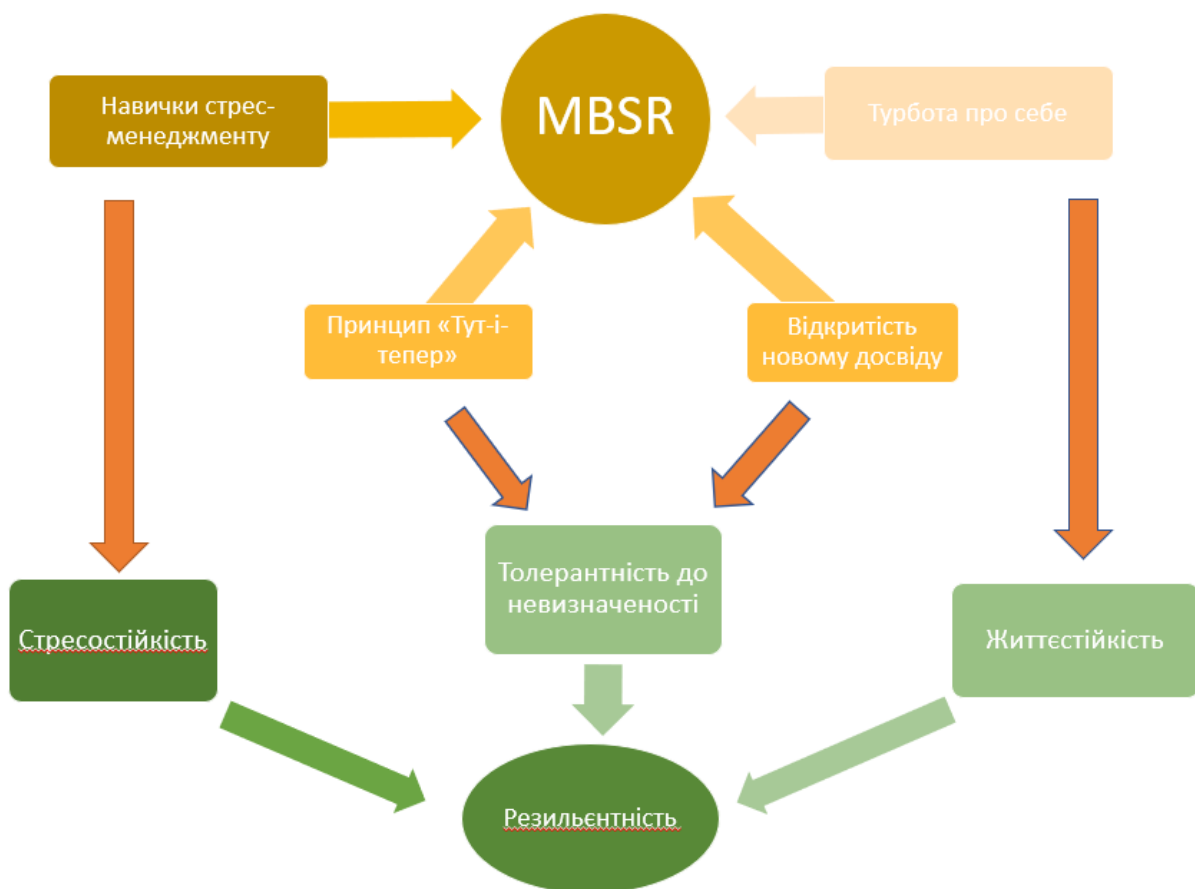 MBSR
Навички стрес-
менеджменту
Турбота про себе
Принцип «Тут-і-
тепер»
Відкритість
новому досвіду
Толерантність до
невизначеності
Стресостійкість
Життєстійкість
Резильєнтність